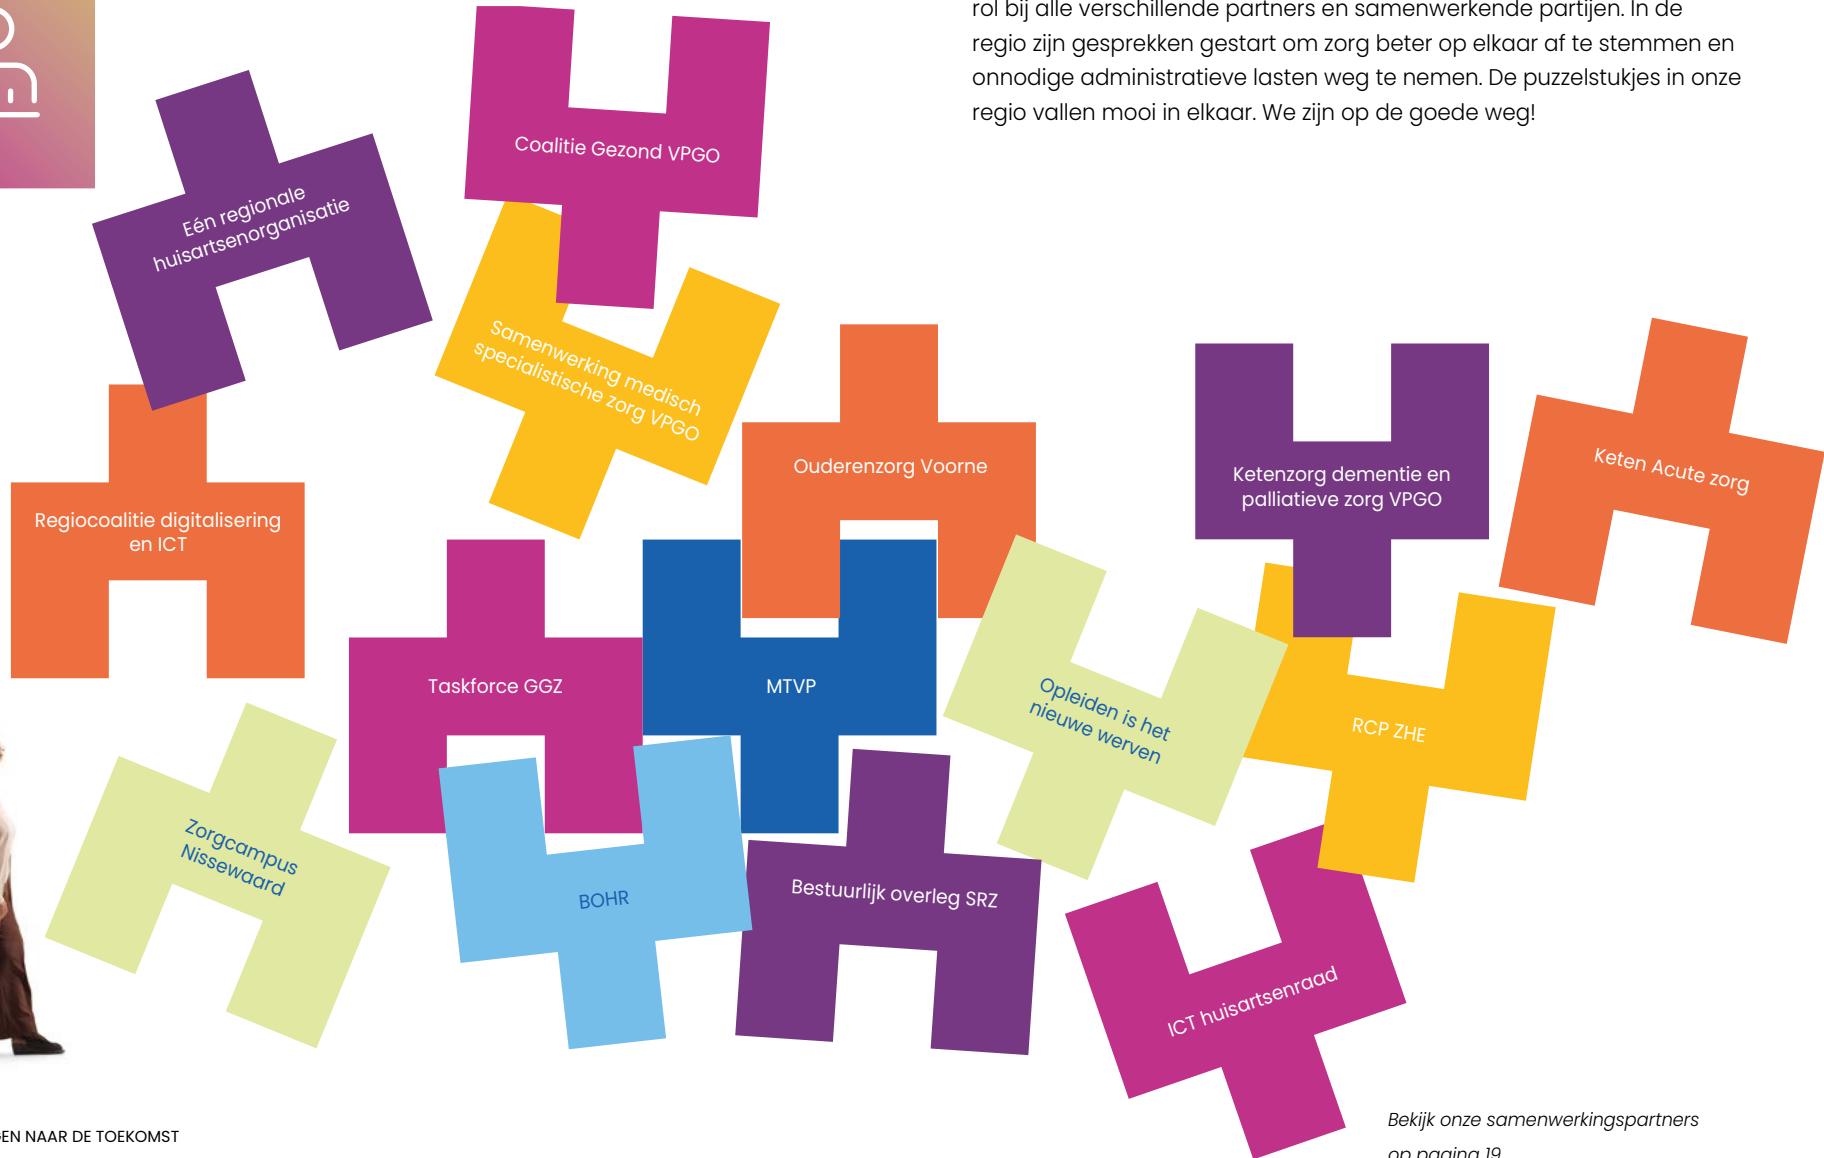 rol bij alle verschillende partners en samenwerkende partijen. In de
regio zijn gesprekken gestart om zorg beter op elkaar af te stemmen en
onnodige administratieve lasten weg te nemen. De puzzelstukjes in onze
regio vallen mooi in elkaar. We zijn op de goede weg!
Coalitie Gezond VPGO
Eén regionale
huisartsenorganisatie
Samenwerking medisch
specialistische zorg VPGO
Ouderenzorg Voorne
Ketenzorg dementie en
palliatieve zorg VPGO
Keten Acute zorg
Regiocoalitie digitalisering
en ICT
Taskforce GGZ
MTVP
Opleiden is het
nieuwe werven
RCP ZHE
Zorgcampus
Nissewaard
BOHR
Bestuurlijk overleg SRZ
ICT huisartsenraad
Bekijk onze samenwerkingspartners
op pagina 19
EN NAAR DE TOEKOMST